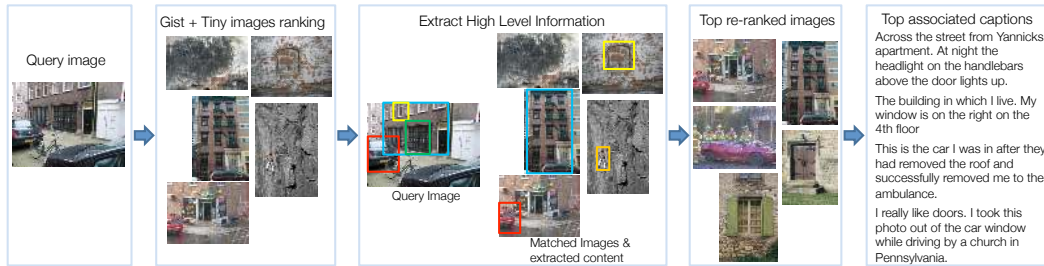 Query image
Gist + Tiny images ranking
Extract High Level Information
Query Image
Matched Images &
extracted content
Top re-ranked images
Top associated captions
Across the street from Yannicks
apartment. At night the
headlight on the handlebars
above the door lights up.
The building in which I live. My
window is on the right on the
4th floor
This is the car I was in after they
had removed the roof and
successfully removed me to the
ambulance.
I really like doors. I took this
photo out of the car window
while driving by a church in
Pennsylvania.